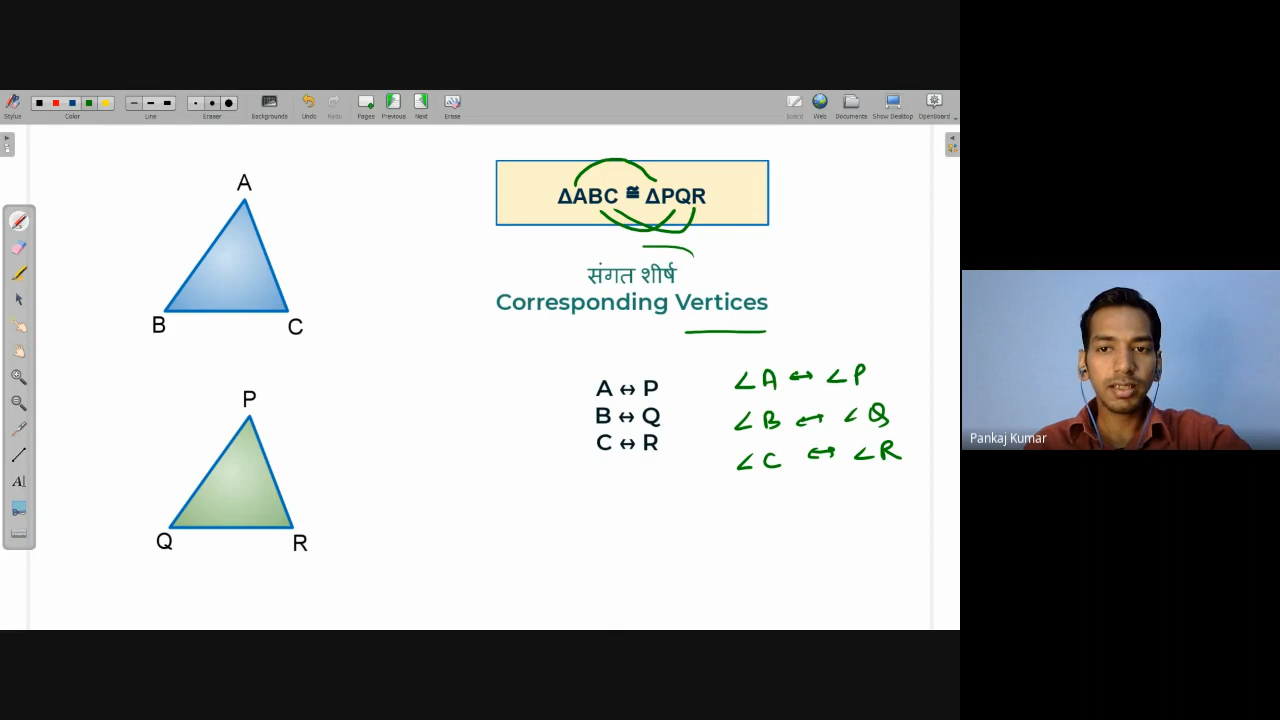 Stylus
Color
Line
Eraser
Backgrounds
Undo
Redo
Pages
Previous
Next
Erase
board
Web
Documents
Show Desktop
OpenBoard
A
B C
P
Q R
ΔABC ≅ ΔPQR
संगत शीर्ष
Corresponding Vertices
A ↔ P
B ↔ Q
C ↔ R
∠A ↔ ∠P
∠B ↔ ∠Q
∠C ↔ ∠R
Pankaj Kumar